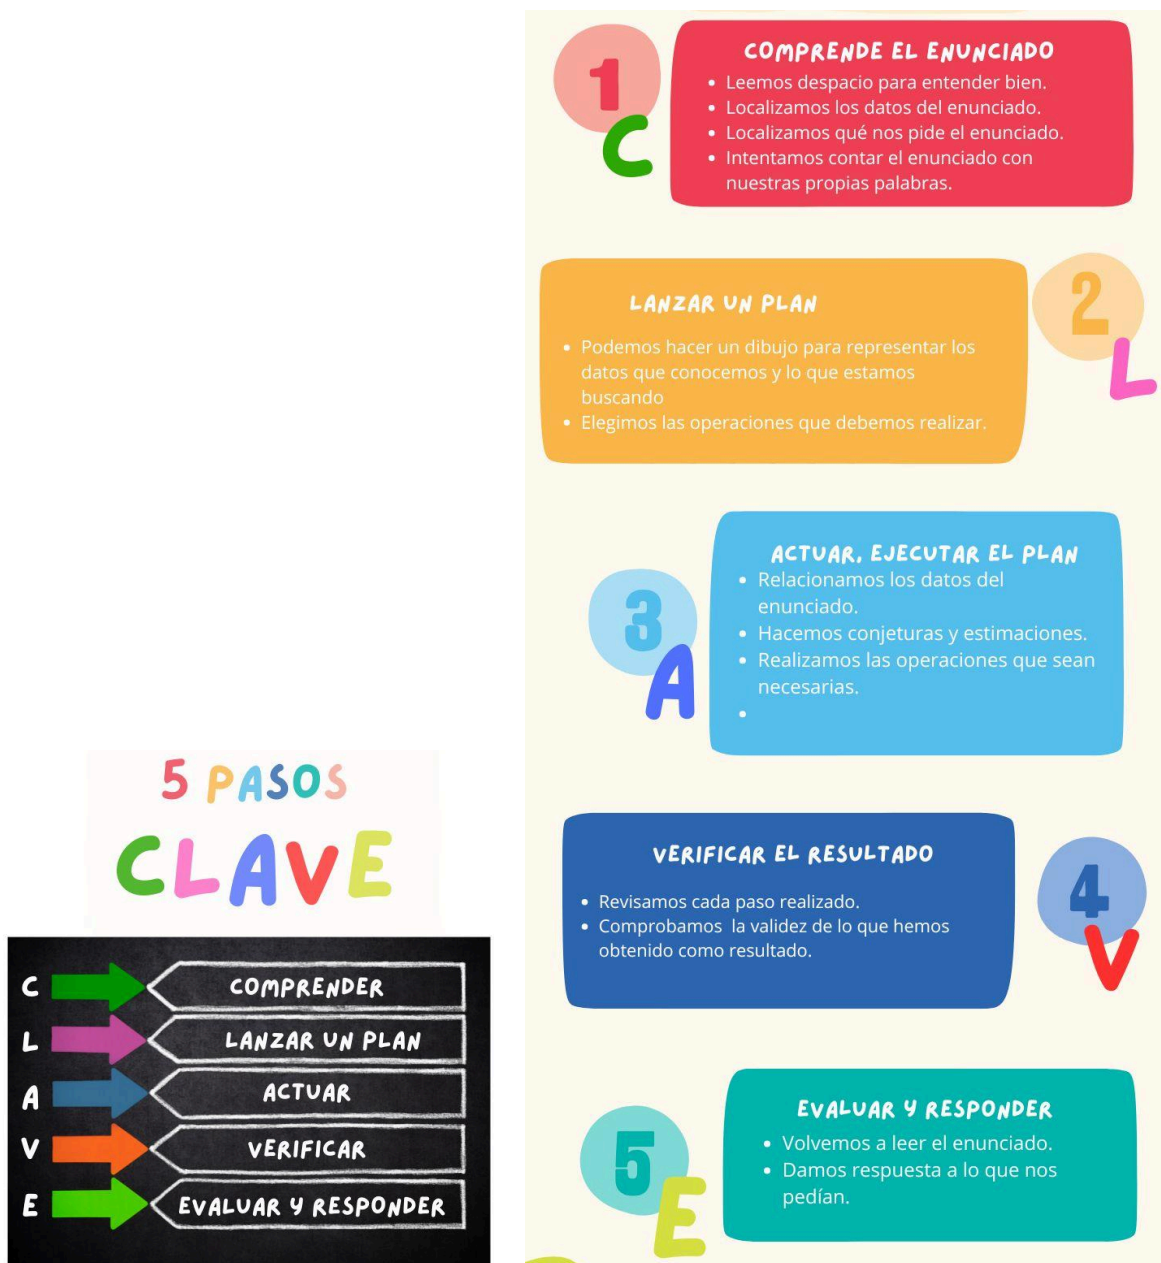 5 PASOS
CLAVE
C
COMPRENDER
L
LANZAR UN PLAN
A
ACTUAR
V
VERIFICAR
E
EVALUAR Y RESPONDER
1
C
COMPRENDE EL ENUNCIADO
• Leemos despacio para entender bien.
• Localizamos los datos del enunciado.
• Localizamos qué nos pide el enunciado.
• Intentamos contar el enunciado con
nuestras propias palabras.
2
L
LANZAR UN PLAN
• Podemos hacer un dibujo para representar los
datos que conocemos y lo que estamos
buscando
• Elegimos las operaciones que debemos realizar.
3
A
ACTUAR, EJECUTAR EL PLAN
• Relacionamos los datos del
enunciado.
• Hacemos conjeturas y estimaciones.
• Realizamos las operaciones que sean
necesarias.
•
4
V
VERIFICAR EL RESULTADO
• Revisamos cada paso realizado.
• Comprobamos la validez de lo que hemos
obtenido como resultado.
5
E
EVALUAR Y RESPONDER
• Volvemos a leer el enunciado.
• Damos respuesta a lo que nos
pedían.